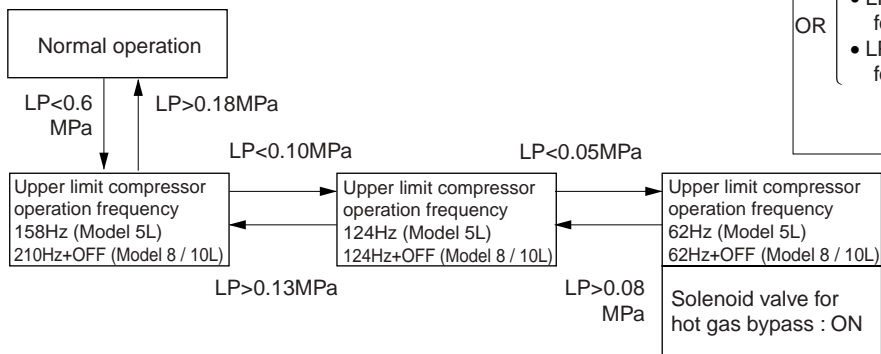 OR
Normal operation
LP<0.6
MPa
LP>0.18MPa
LP<0.10MPa
LP<0.05MPa
Upper limit compressor
operation frequency
158Hz (Model 5L)
210Hz+OFF (Model 8 / 10L)
Upper limit compressor
operation frequency
124Hz (Model 5L)
124Hz+OFF (Model 8 / 10L)
Upper limit compressor
operation frequency
62Hz (Model 5L)
62Hz+OFF (Model 8 / 10L)
LP>0.13MPa
LP>0.08
MPa
Solenoid valve for
hot gas bypass : ON